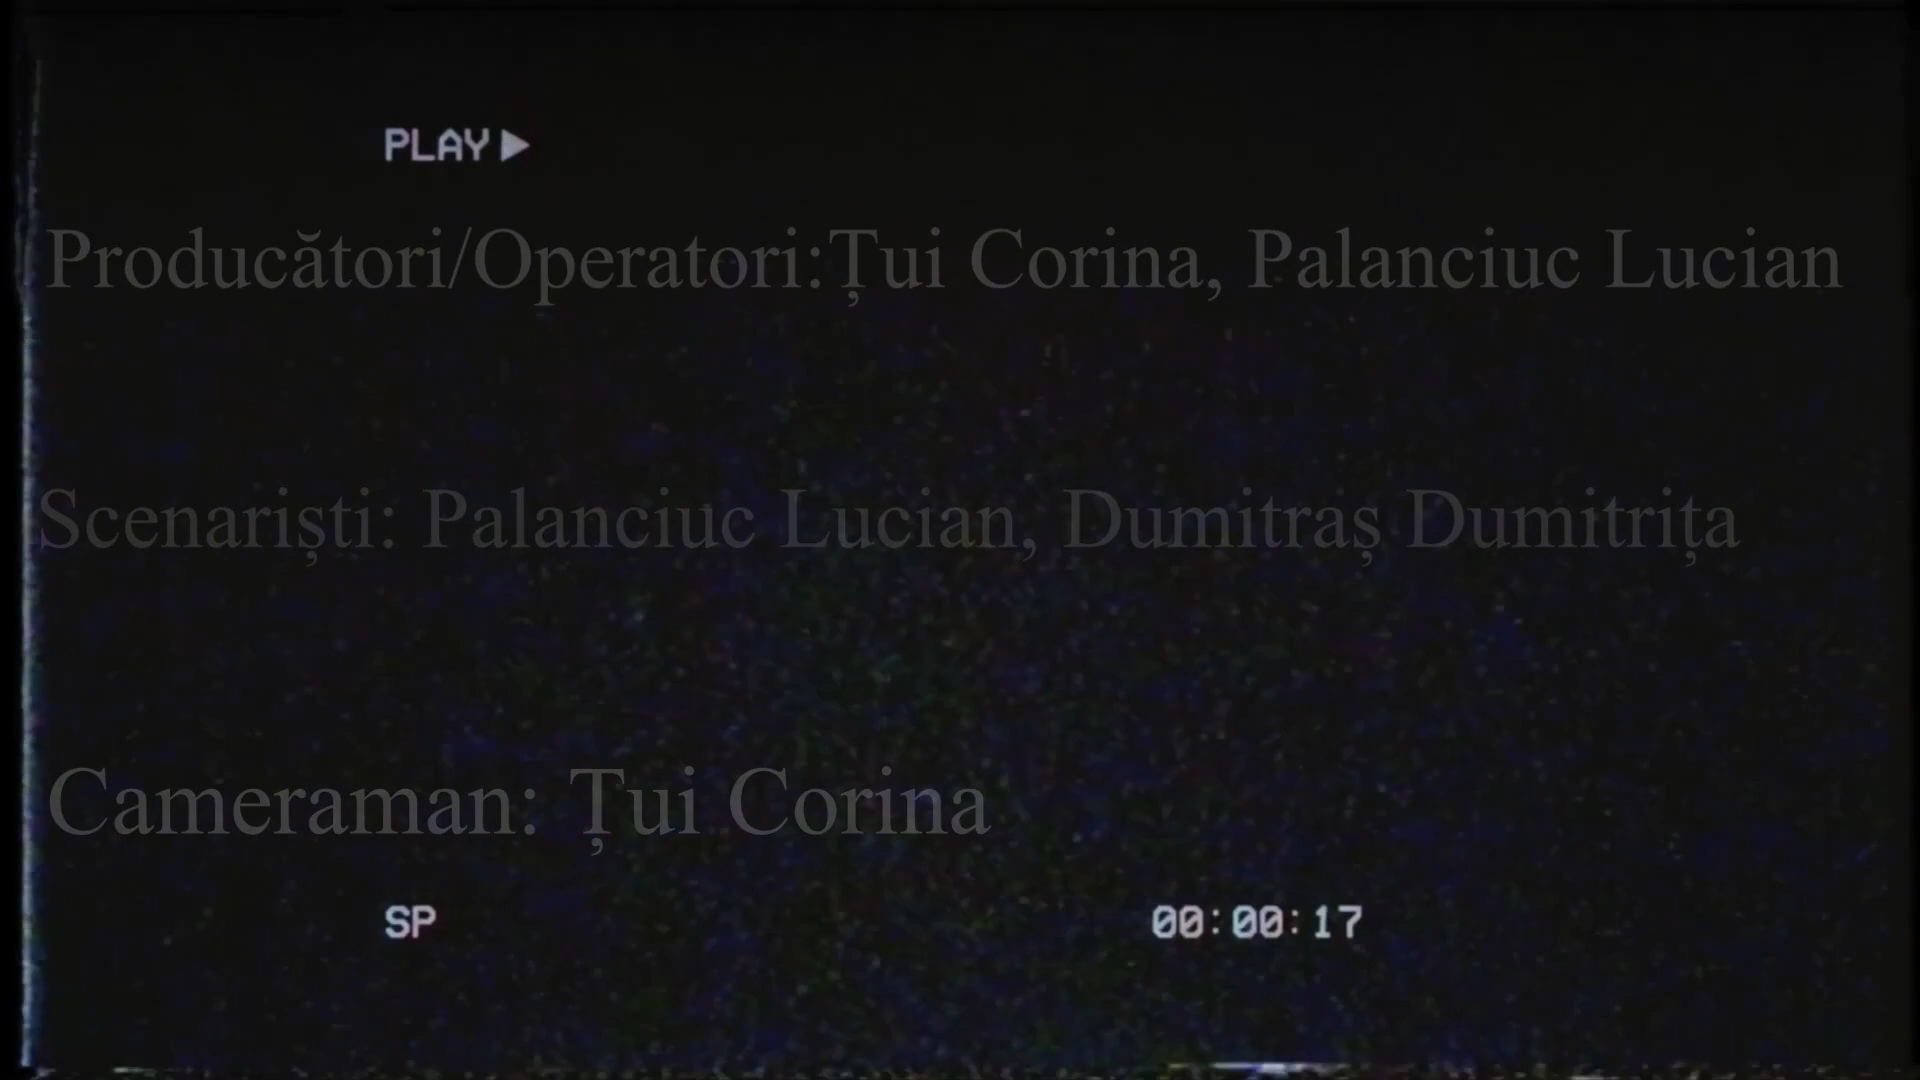 PLAY
Producători/Operatori:Țui Corina, Palanciuc Lucian
Scenariști: Palanciuc Lucian, Dumitraș Dumitrița
Cameraman: Țui Corina
SP 00:00:17